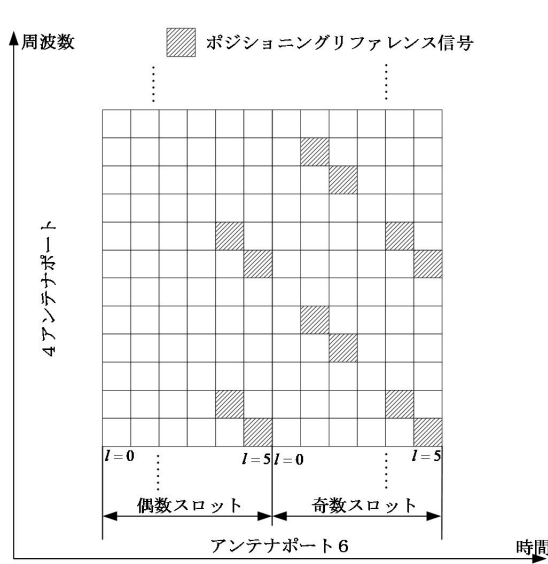 周波数
ポジショニングリファレンス信号
4アンテナポート
l=0
l=5
l=0
l=5
偶数スロット
奇数スロット
アンテナポート6
時間